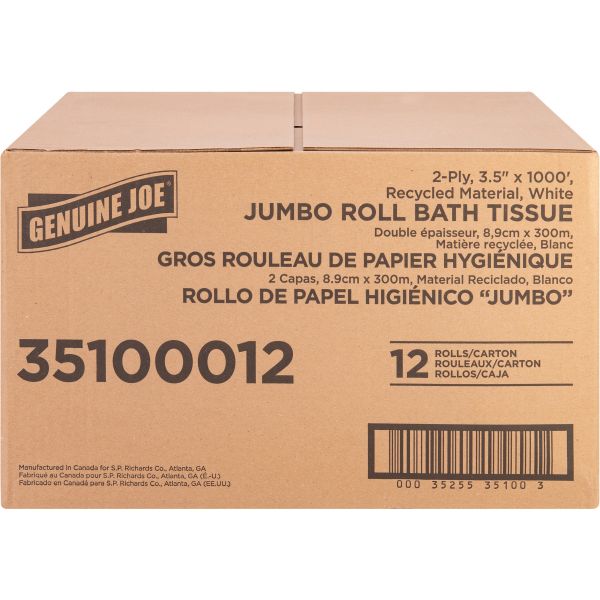 GENUINE JOE
2-Ply, 3.5" x 1000',
Recycled Material, White
JUMBO ROLL BATH TISSUE
Double épaisseur, 8,9cm x 300m,
Matière recyclée, Blanc
GROS ROULEAU DE PAPIER HYGIÉNIQUE
2 Capas, 8.9cm x 300m, Material Reciclado, Blanco
ROLLO DE PAPEL HIGIÉNICO “JUMBO”
35100012
12 ROLLS/CARTON
ROULEAUX/CARTON
ROLLOS/CAJA
Manufactured in Canada for S.P. Richards Co., Atlanta, GA
Fabriqué au Canada pour S.P. Richards Co., Atlanta, GA (É.-U.)
Fabricado en Canadá para S.P. Richards Co., Atlanta, GA (EE.UU.)
000 35255 35100 3